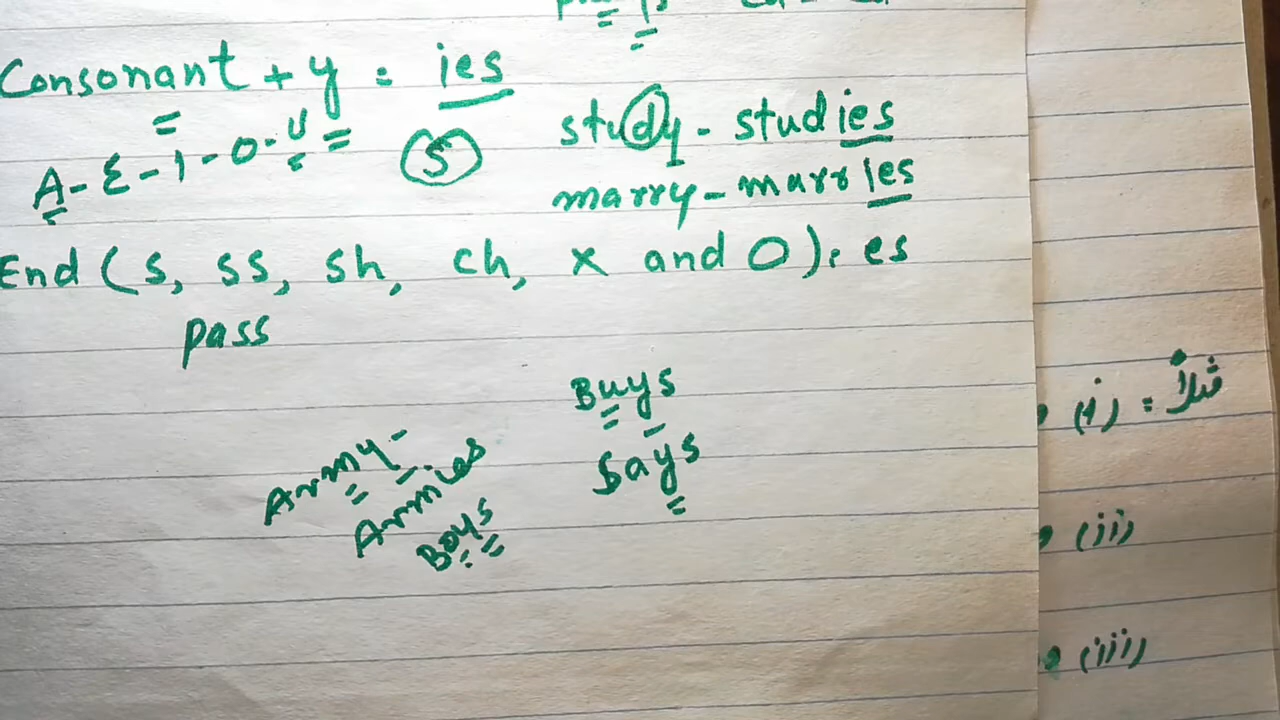 Consonant + y = ies
A - E - I - O - U
S
study - studies
marry - marries
End (s, ss, sh, ch, x and O): es
pass
Buys
Says
Army -
Armies
Boys
مثلاً = (i)
(ii)
(iii)